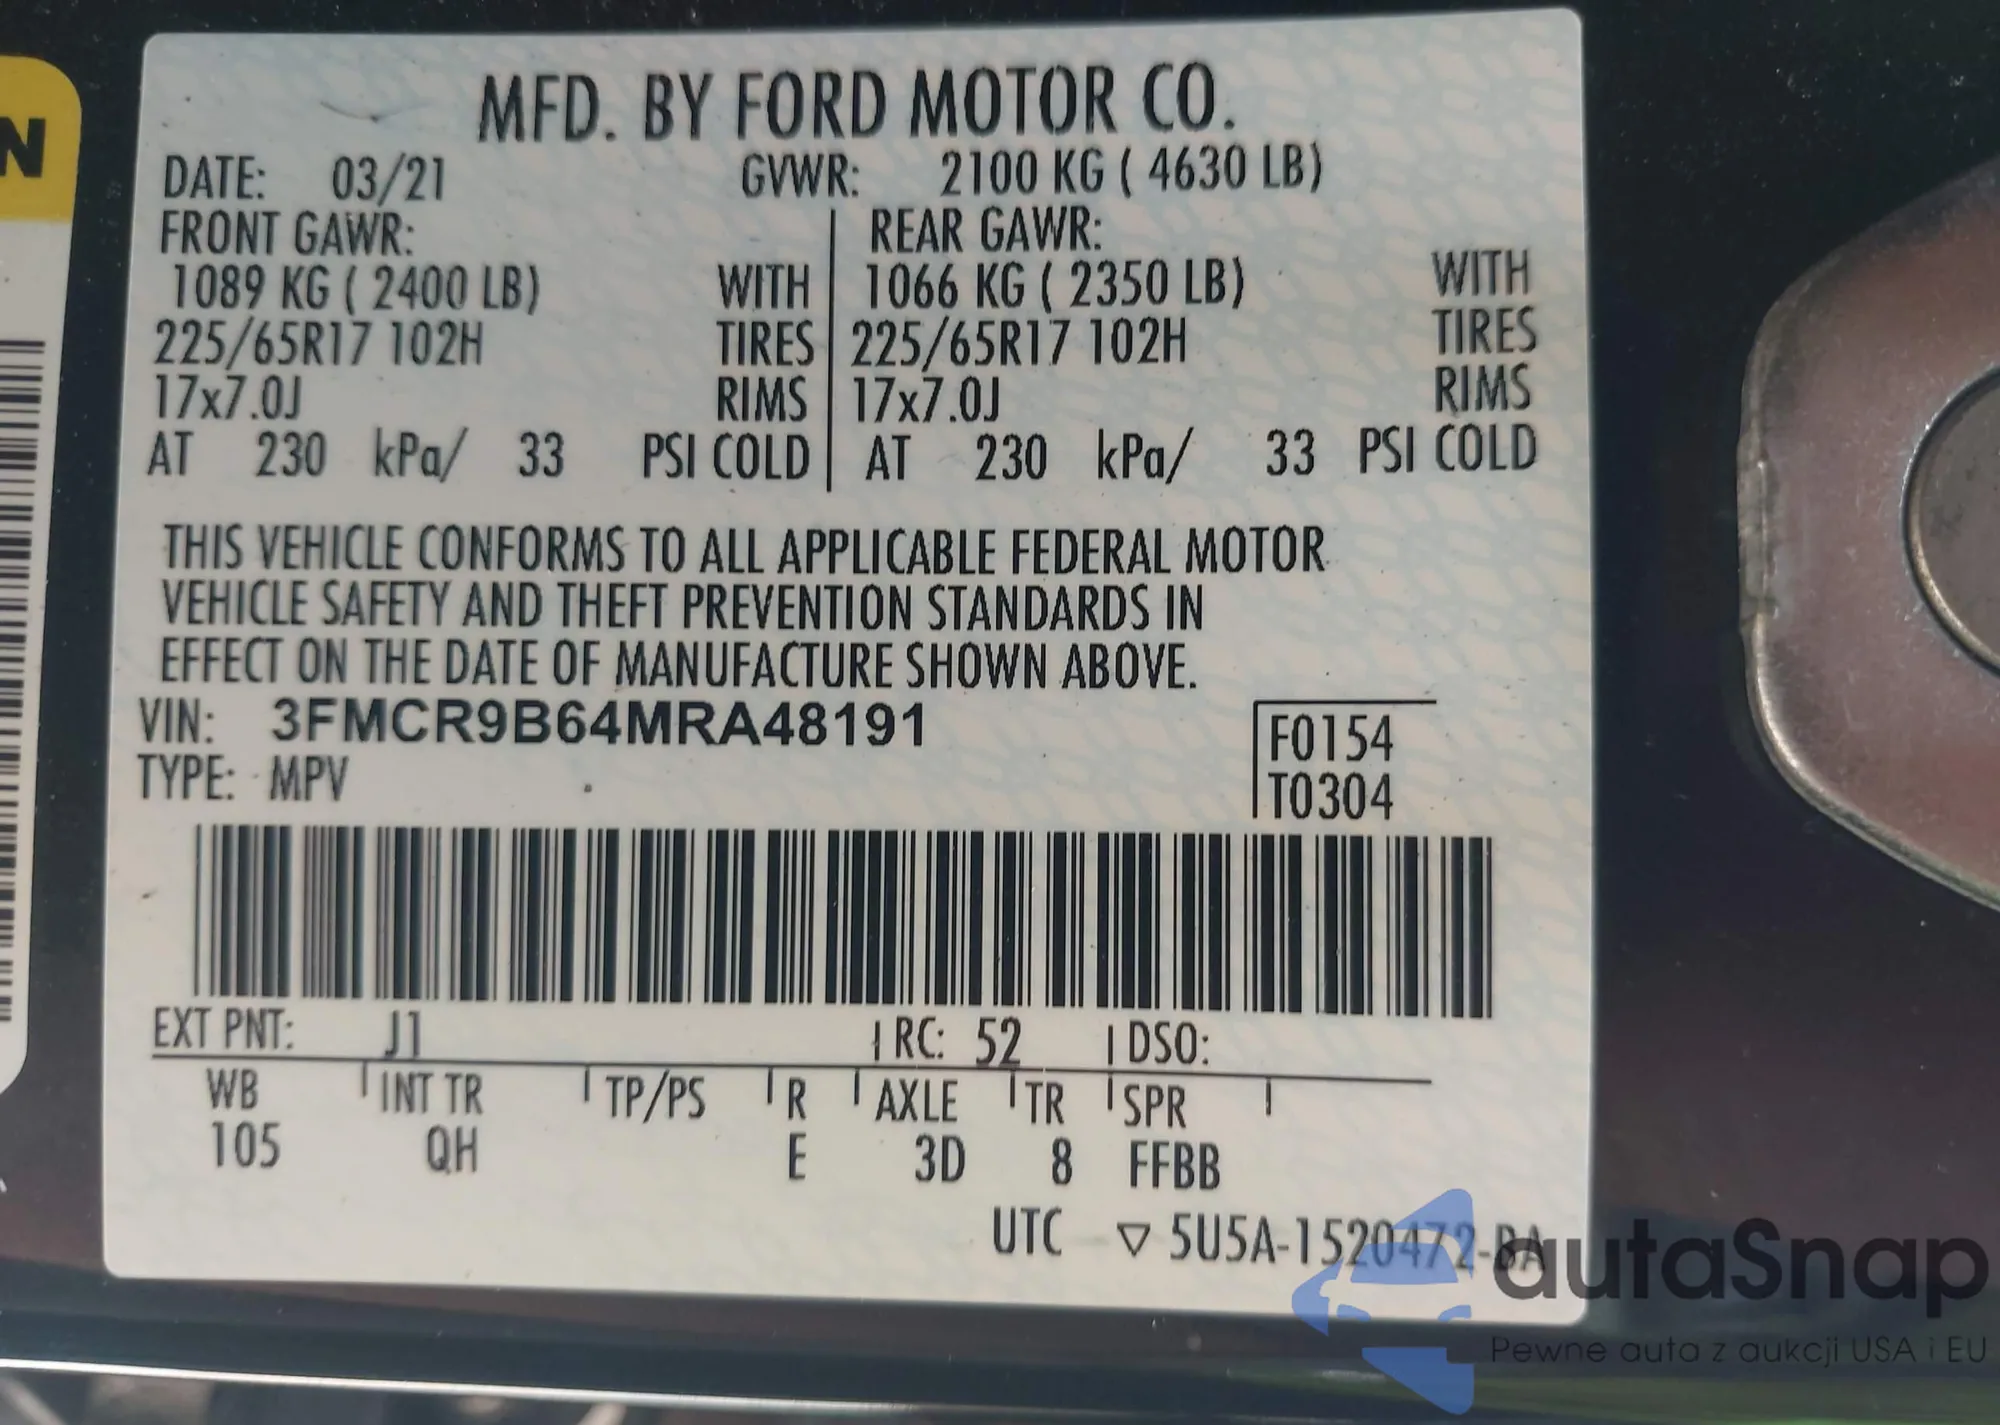 N
MFD. BY FORD MOTOR CO.
DATE: 03/21 GVWR: 2100 KG ( 4630 LB)
FRONT GAWR: REAR GAWR:
1089 KG ( 2400 LB) WITH 1066 KG ( 2350 LB) WITH
225/65R17 102H TIRES 225/65R17 102H TIRES
17x7.0J RIMS 17x7.0J RIMS
AT 230 kPa/ 33 PSI COLD AT 230 kPa/ 33 PSI COLD
THIS VEHICLE CONFORMS TO ALL APPLICABLE FEDERAL MOTOR
VEHICLE SAFETY AND THEFT PREVENTION STANDARDS IN
EFFECT ON THE DATE OF MANUFACTURE SHOWN ABOVE.
VIN: 3FMCR9B64MRA48191 F0154
TYPE: MPV T0304
EXT PNT: J1 RC: 52 DSO:
WB INT TR TP/PS R AXLE TR SPR
105 QH E 3D 8 FFBB
UTC ▽ 5U5A-1520472-BA
autaSnap
Pewne auta z aukcji USA i EU